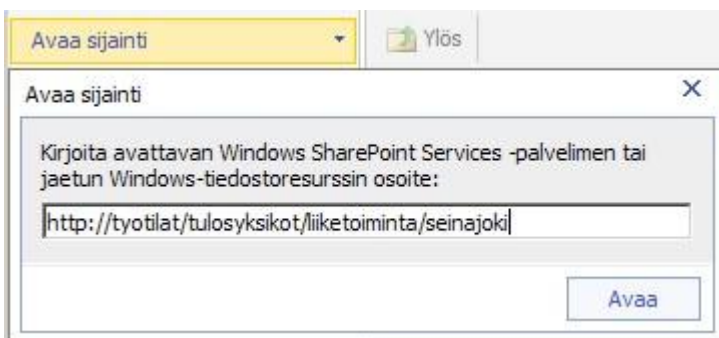 Avaa sijainti
Ylös
Avaa sijainti
Kirjoita avattavan Windows SharePoint Services -palvelimen tai
jaetun Windows-tiedostoresurssin osoite:
http://tyotilat/tulosyksikot/liiketoiminta/seinajoki
Avaa